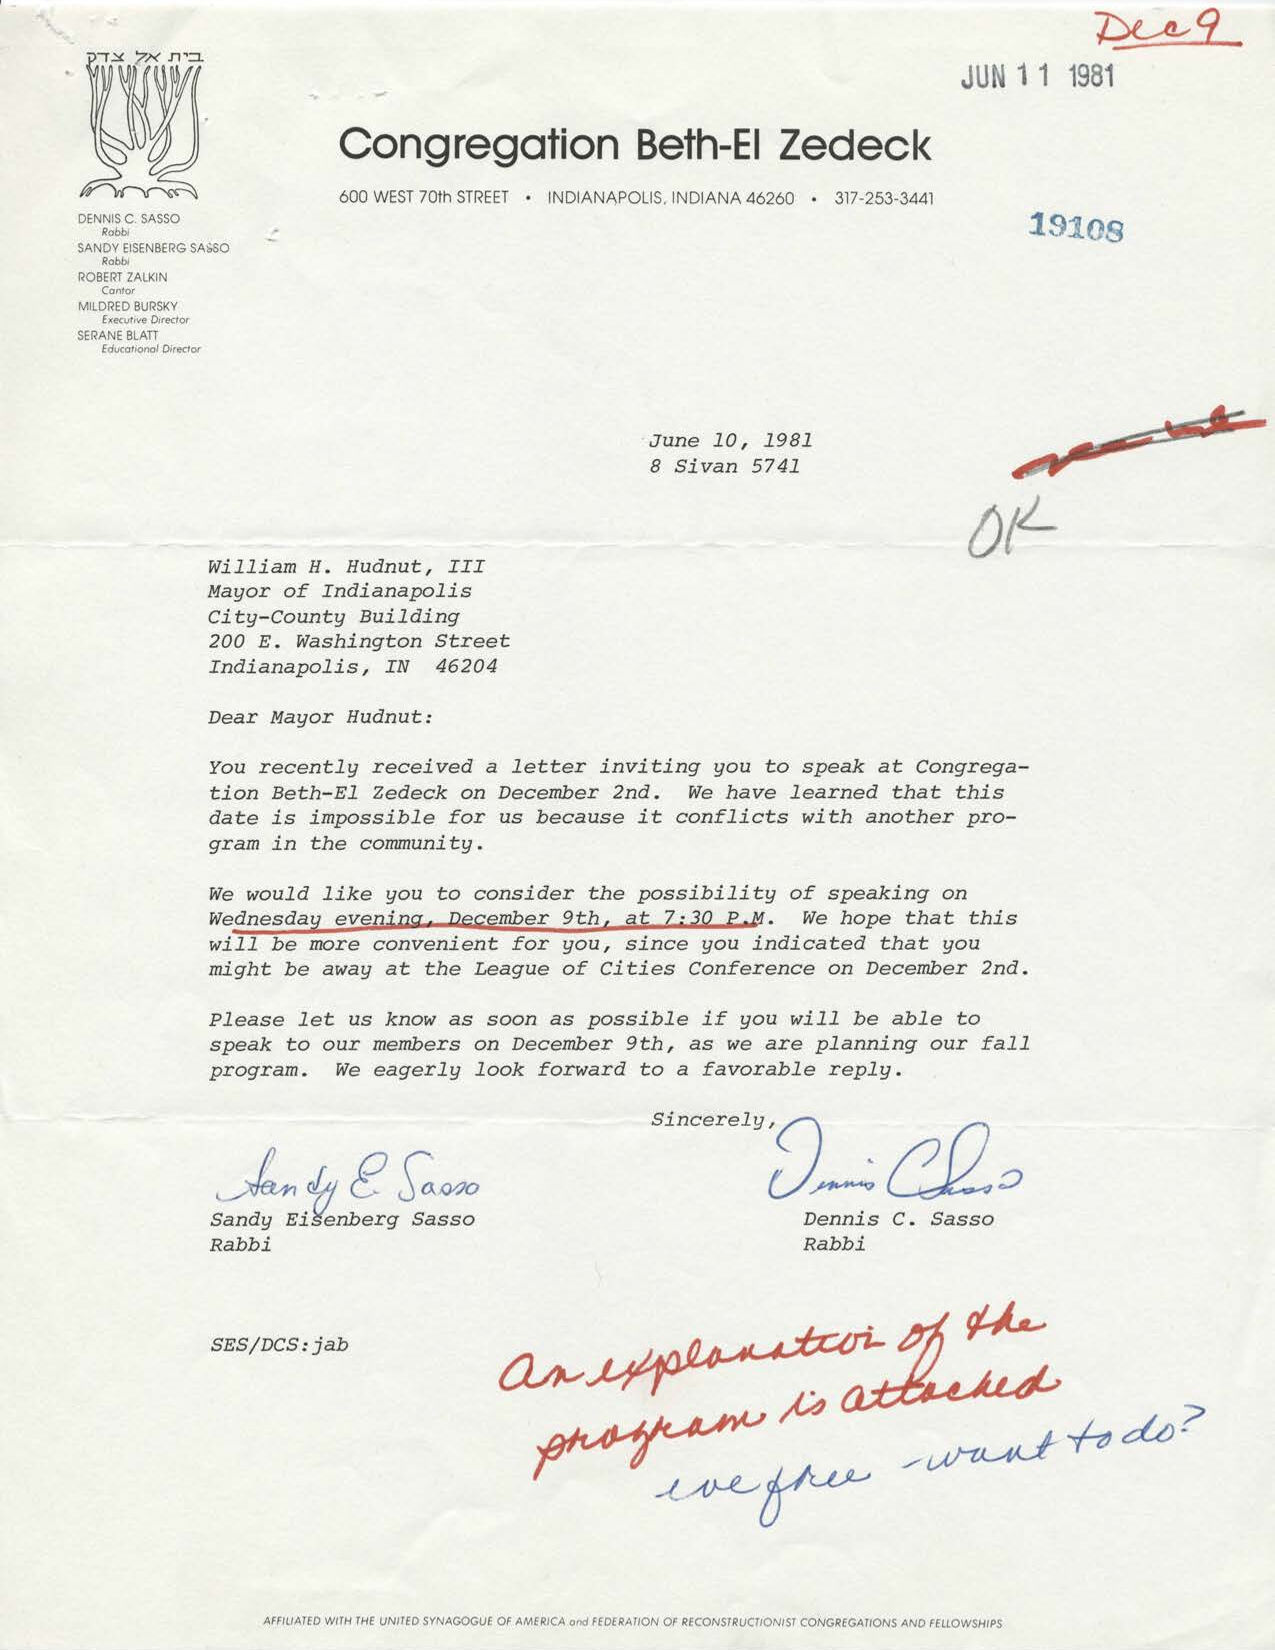 Dec 9
JUN 11 1981
בית אל צדק
Congregation Beth-El Zedeck
600 WEST 70th STREET • INDIANAPOLIS, INDIANA 46260 • 317-253-3441
19108
DENNIS C. SASSO
Rabbi
SANDY EISENBERG SASSO
Rabbi
ROBERT ZALKIN
Cantor
MILDRED BURSKY
Executive Director
SERANE BLATT
Educational Director
June 10, 1981
8 Sivan 5741
OK
William H. Hudnut, III
Mayor of Indianapolis
City-County Building
200 E. Washington Street
Indianapolis, IN 46204
Dear Mayor Hudnut:
You recently received a letter inviting you to speak at Congrega-
tion Beth-El Zedeck on December 2nd. We have learned that this
date is impossible for us because it conflicts with another pro-
gram in the community.
We would like you to consider the possibility of speaking on
Wednesday evening, December 9th, at 7:30 P.M. We hope that this
will be more convenient for you, since you indicated that you
might be away at the League of Cities Conference on December 2nd.
Please let us know as soon as possible if you will be able to
speak to our members on December 9th, as we are planning our fall
program. We eagerly look forward to a favorable reply.
Sincerely,
Sandy E. Sasso
Dennis C. Sasso
Sandy Eisenberg Sasso
Dennis C. Sasso
Rabbi
Rabbi
SES/DCS:jab
An explanation of the
program is attached
eve free - want to do?
AFFILIATED WITH THE UNITED SYNAGOGUE OF AMERICA and FEDERATION OF RECONSTRUCTIONIST CONGREGATIONS AND FELLOWSHIPS